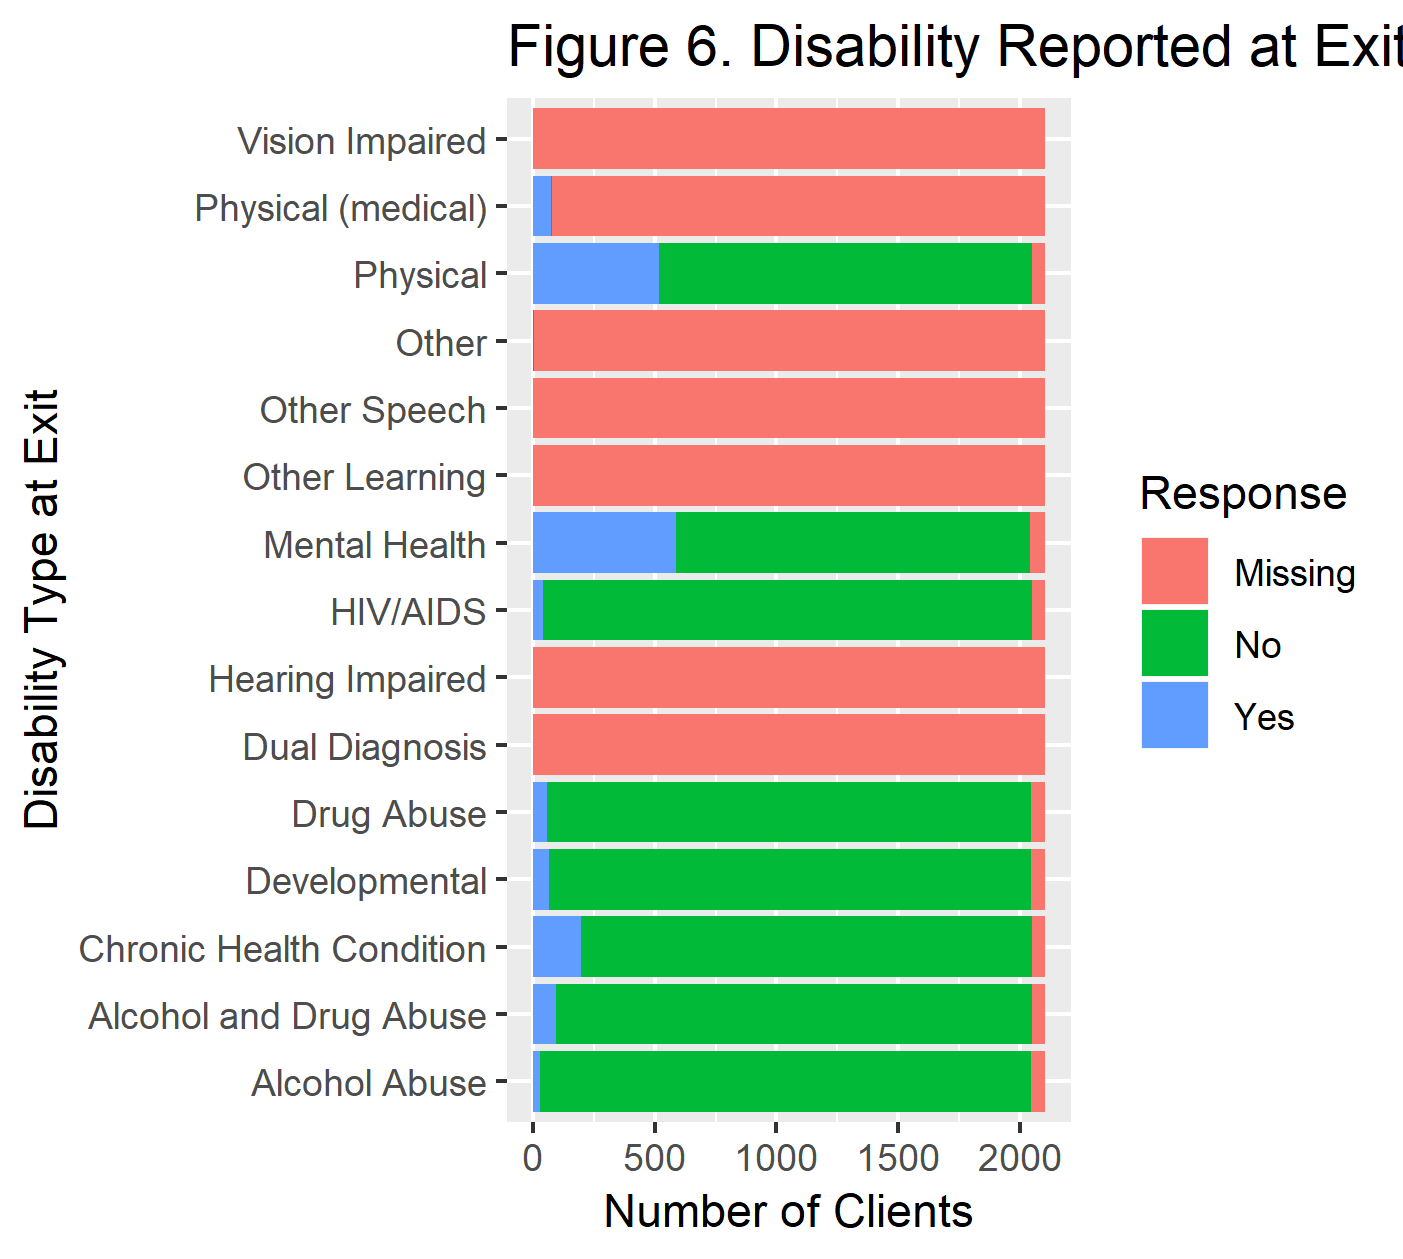 Figure 6. Disability Reported at Exit
Disability Type at Exit
Vision Impaired
Physical (medical)
Physical
Other
Other Speech
Other Learning
Mental Health
HIV/AIDS
Hearing Impaired
Dual Diagnosis
Drug Abuse
Developmental
Chronic Health Condition
Alcohol and Drug Abuse
Alcohol Abuse
0 500 1000 1500 2000
Number of Clients
Response
Missing
No
Yes